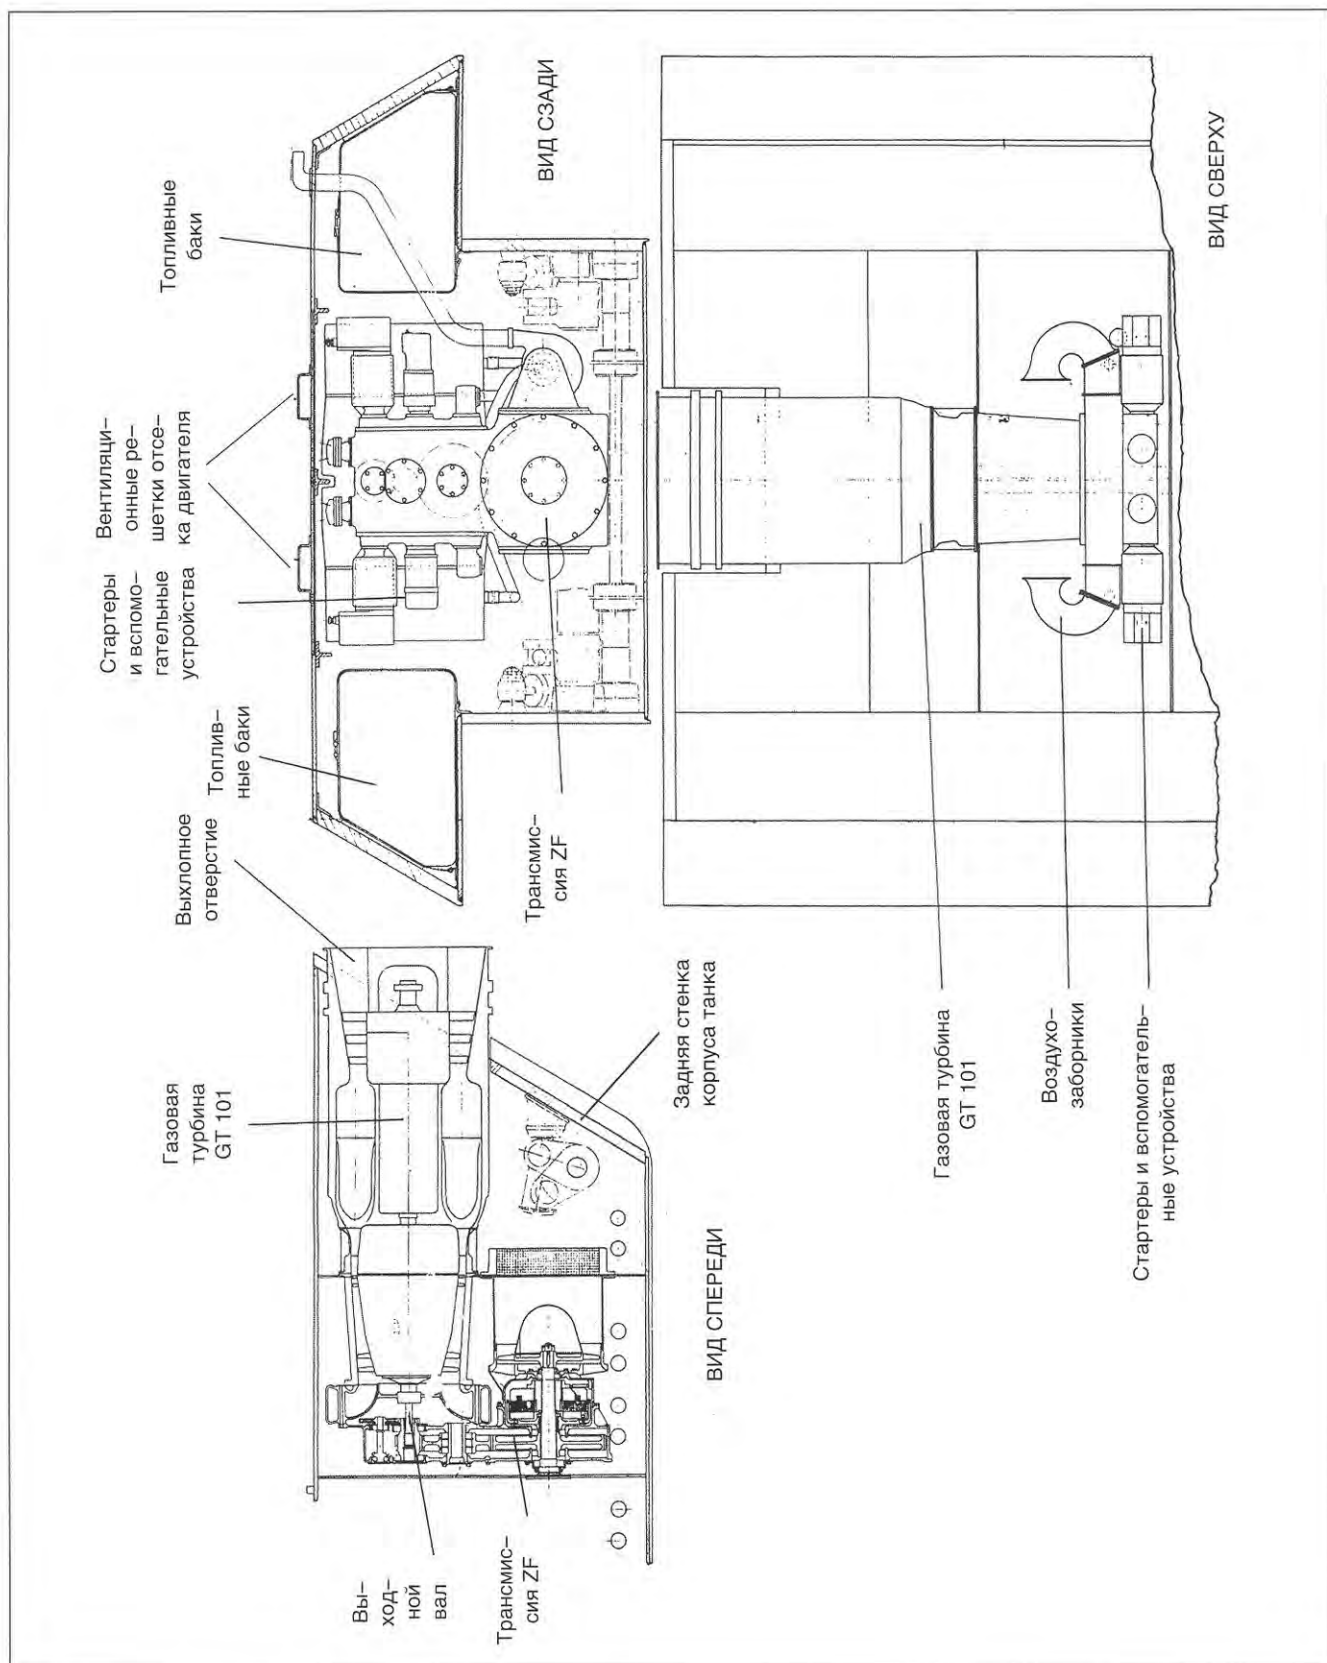 Топливные
баки
Вентиляци-
онные ре-
шетки отсе-
ка двигателя
Стартеры
и вспомо-
гательные
устройства
Топлив-
ные баки
Выхлопное
отверстие
Газовая
турбина
GT 101
Вы-
ход-
ной
вал
Трансмис-
сия ZF
Задняя стенка
корпуса танка
ВИД СПЕРЕДИ
Трансмис-
сия ZF
ВИД СЗАДИ
Газовая турбина
GT 101
Воздухо-
заборники
Стартеры и вспомогатель-
ные устройства
ВИД СВЕРХУ